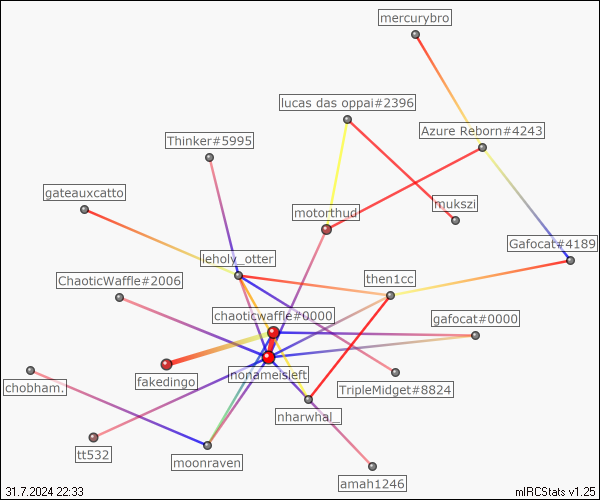 mercurybro
lucas das oppai#2396
Azure Reborn#4243
Thinker#5995
gateauxcatto
mukszi
motorthud
Gafocat#4189
leholy_otter
ChaoticWaffle#2006
then1cc
chaoticwaffle#0000
gafocat#0000
nonameisleft
fakedingo
chobham.
TripleMidget#8824
nharwhal_
tt532
moonraven
amah1246
31.7.2024 22:33
mIRCStats v1.25